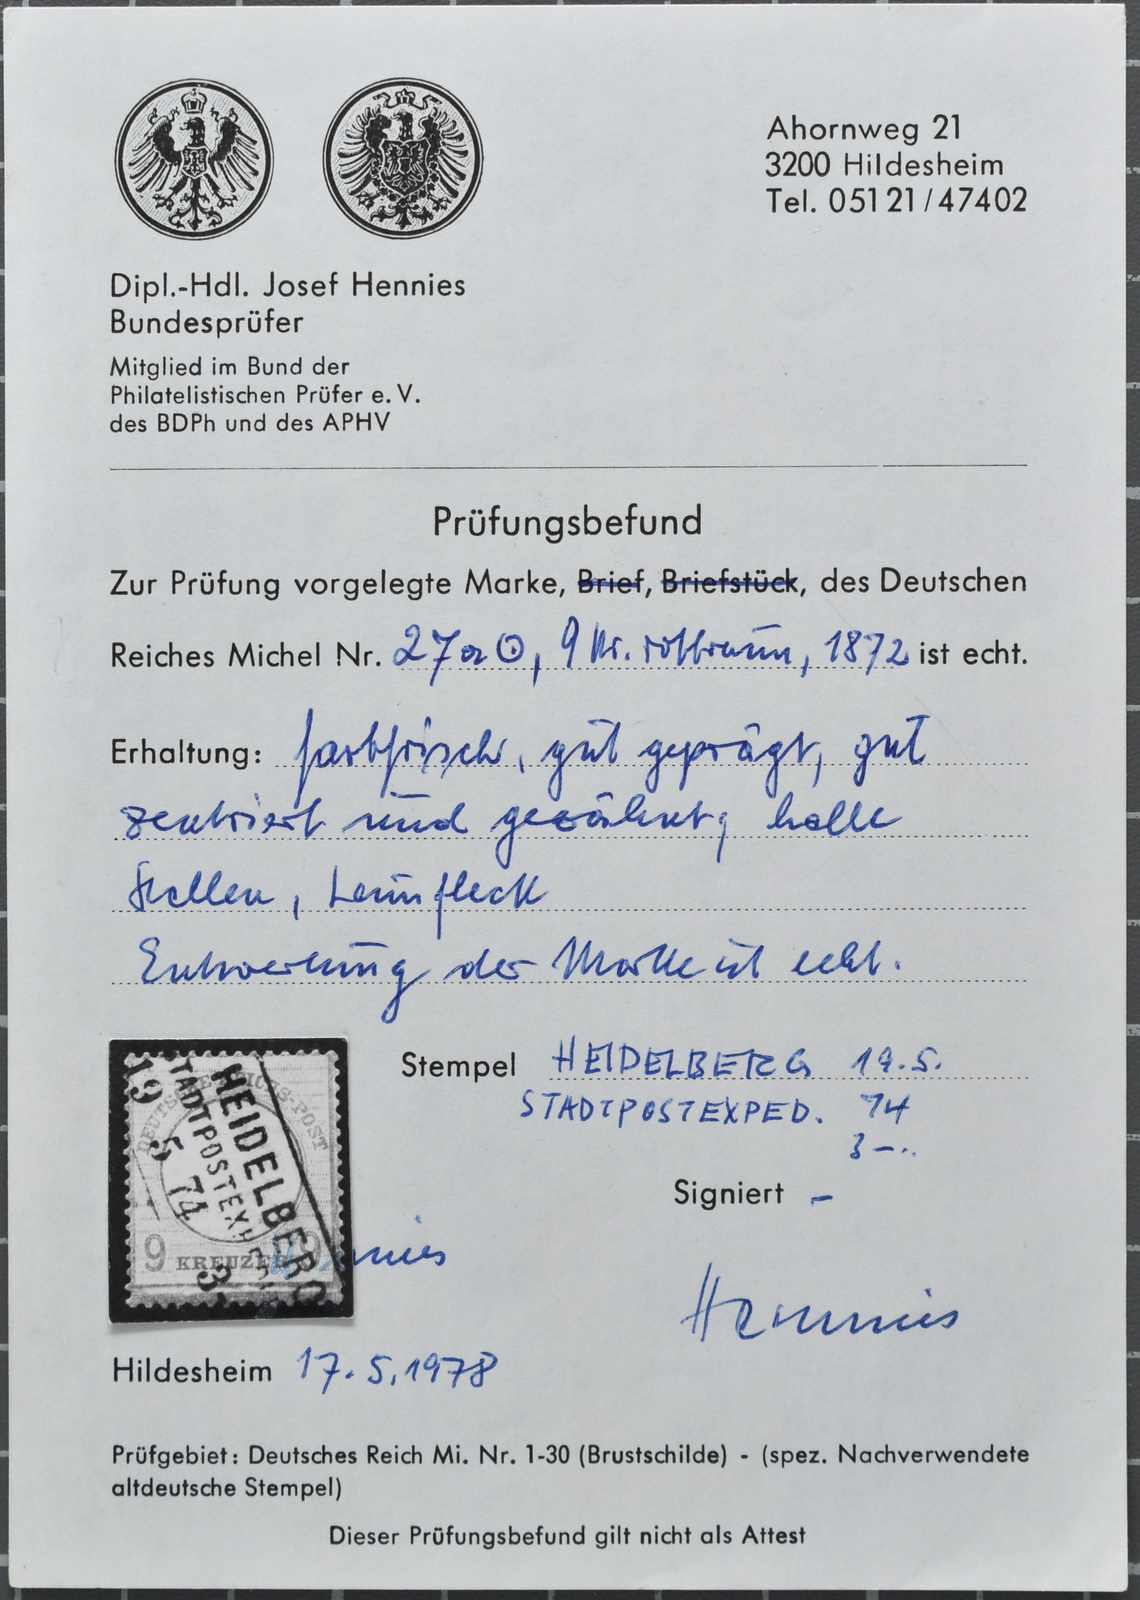 Ahornweg 21
3200 Hildesheim
Tel. 05121/47402
Dipl.-Hdl. Josef Hennies
Bundesprüfer
Mitglied im Bund der
Philatelistischen Prüfer e.V.
des BDPh und des APHV
Prüfungsbefund
Zur Prüfung vorgelegte Marke, Brief, Briefstück, des Deutschen
Reiches Michel Nr. 27a ⊙, 9 Kr. rotbraun, 1872 ist echt.
Erhaltung: farbfrisch, gut geprägt, gut
zentriert und gezähnt, helle
Stellen, Leimfleck
Entwertung der Marke ist echt.
Stempel HEIDELBERG 19.5.
STADTPOSTEXPED. 74
3-..
Signiert -
Hennies
Hildesheim 17.5.1978
Prüfgebiet: Deutsches Reich Mi. Nr. 1-30 (Brustschilde) - (spez. Nachverwendete
altdeutsche Stempel)
Dieser Prüfungsbefund gilt nicht als Attest
DEUTSCHE REICHS-POST
9 KREUZER 9
HEIDELBERG
STADTPOSTEXPED.
19 5 74
3-